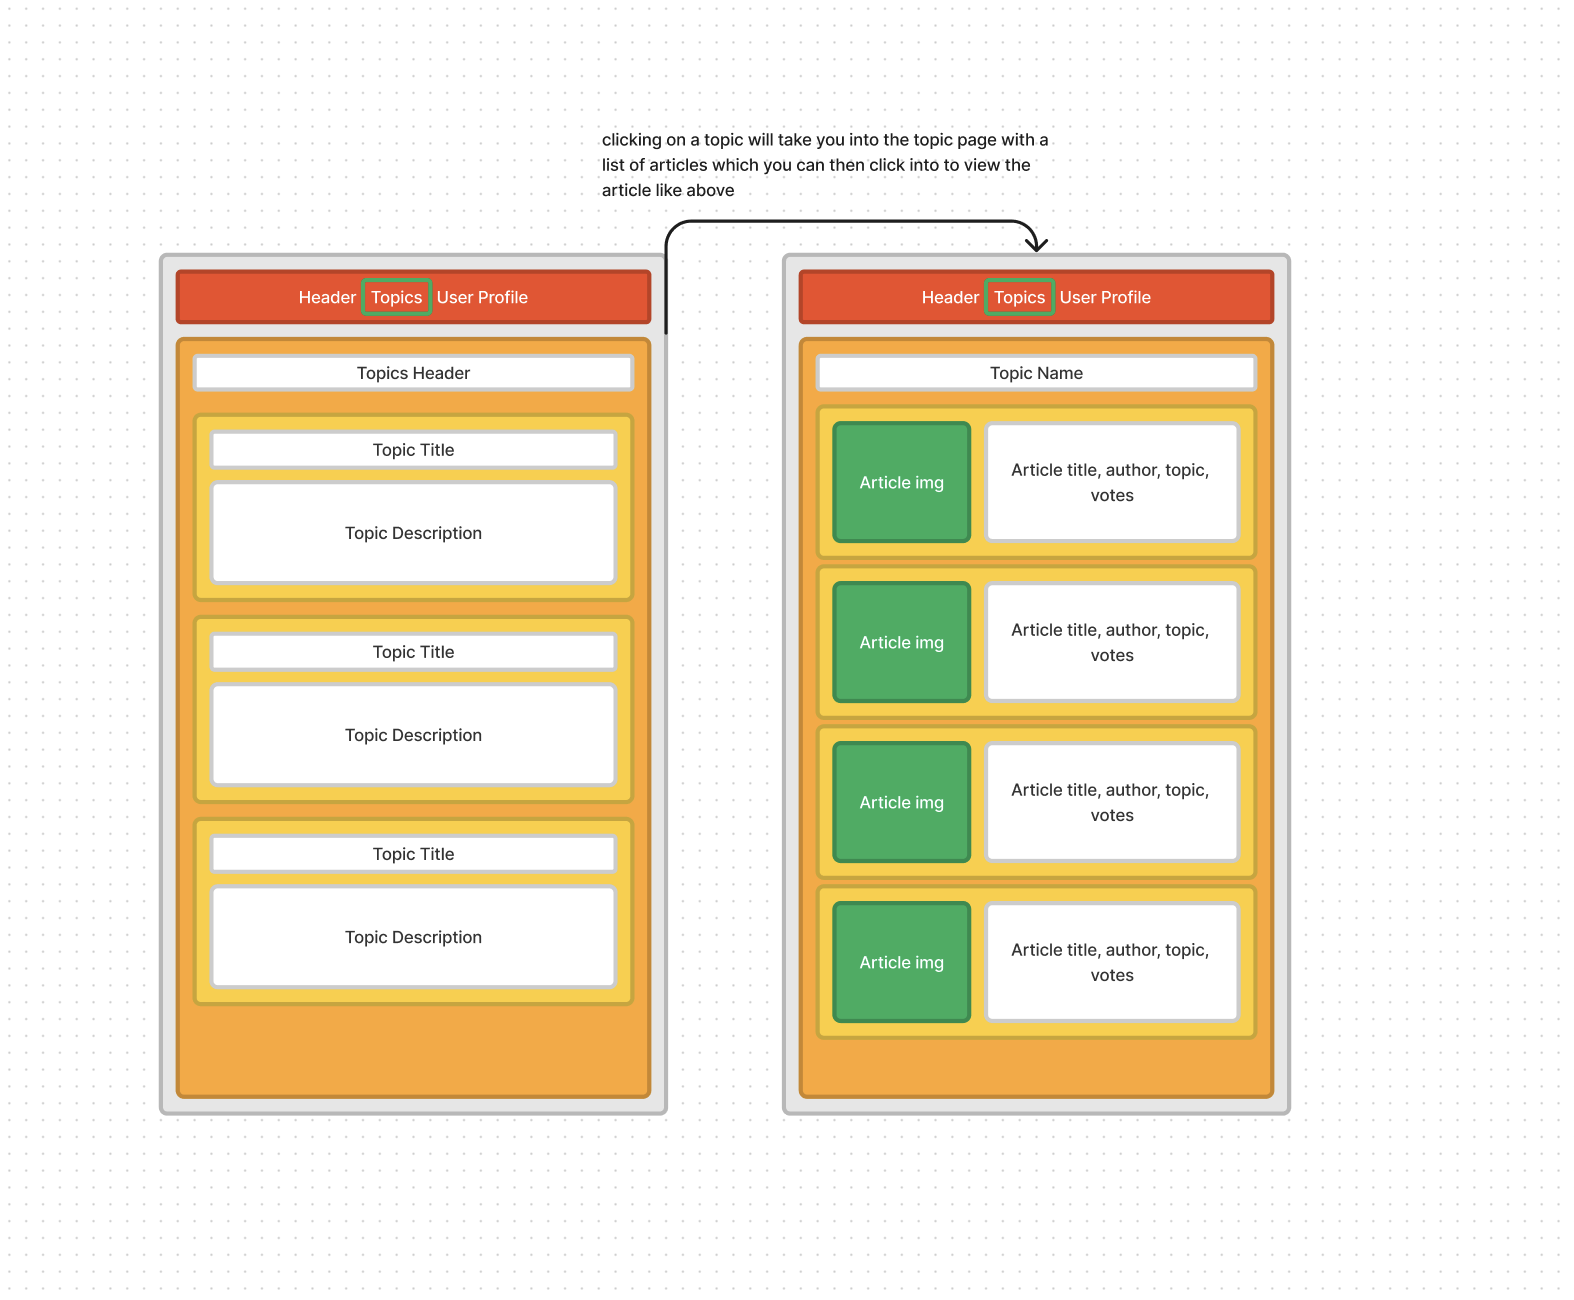 clicking on a topic will take you into the topic page with a
list of articles which you can then click into to view the
article like above
Header Topics User Profile
Topics Header
Topic Title
Topic Description
Topic Title
Topic Description
Topic Title
Topic Description
Header Topics User Profile
Topic Name
Article img
Article title, author, topic,
votes
Article img
Article title, author, topic,
votes
Article img
Article title, author, topic,
votes
Article img
Article title, author, topic,
votes